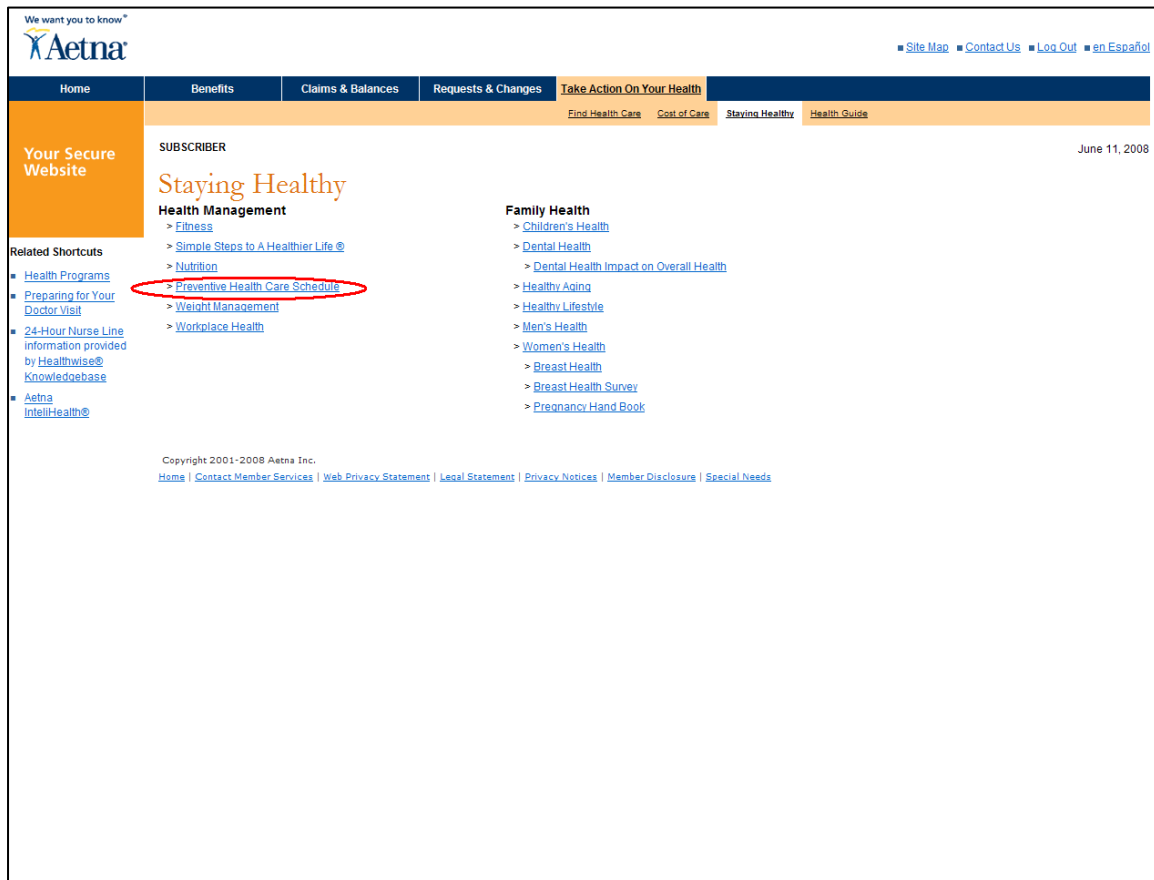 We want you to know®
Aetna®
Site Map Contact Us Log Out en Español
Home Benefits Claims & Balances Requests & Changes Take Action On Your Health
Find Health Care Cost of Care Staying Healthy Health Guide
Your Secure
Website
SUBSCRIBER
June 11, 2008
Staying Healthy
Health Management
> Fitness
> Simple Steps to A Healthier Life ®
> Nutrition
> Preventive Health Care Schedule
> Weight Management
> Workplace Health
Family Health
> Children's Health
> Dental Health
> Dental Health Impact on Overall Health
> Healthy Aging
> Healthy Lifestyle
> Men's Health
> Women's Health
> Breast Health
> Breast Health Survey
> Pregnancy Hand Book
Related Shortcuts
Health Programs
Preparing for Your
Doctor Visit
24-Hour Nurse Line
information provided
by Healthwise®
Knowledgebase
Aetna
InteliHealth®
Copyright 2001-2008 Aetna Inc.
Home | Contact Member Services | Web Privacy Statement | Legal Statement | Privacy Notices | Member Disclosure | Special Needs